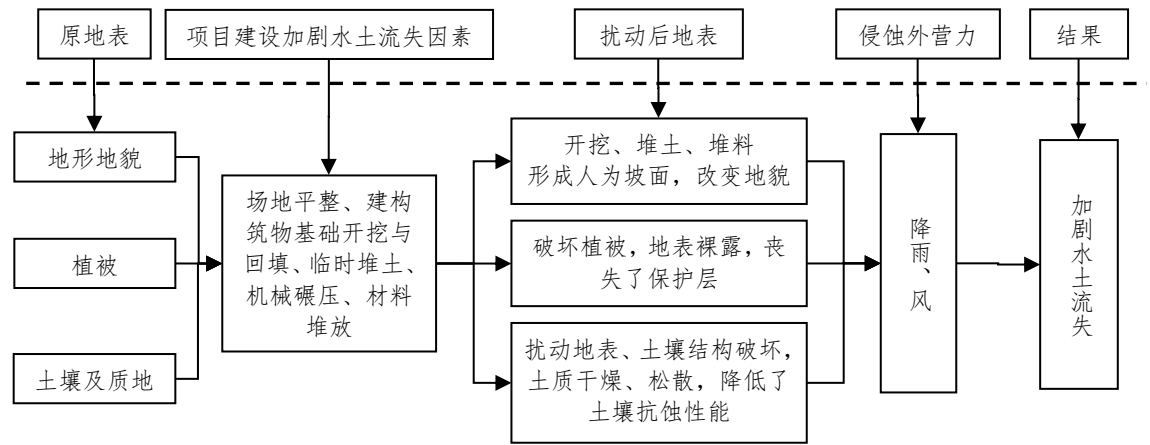 原地表
项目建设加剧水土流失因素
扰动后地表
侵蚀外营力
结果
地形地貌
植被
土壤及质地
场地平整、建构
筑物基础开挖与
回填、临时堆土、
机械碾压、材料
堆放
开挖、堆土、堆料
形成人为坡面，改变地貌
破坏植被，地表裸露，丧
失了保护层
扰动地表、土壤结构破坏，
土质干燥、松散，降低了
土壤抗蚀性能
降雨、风
加剧水土流失